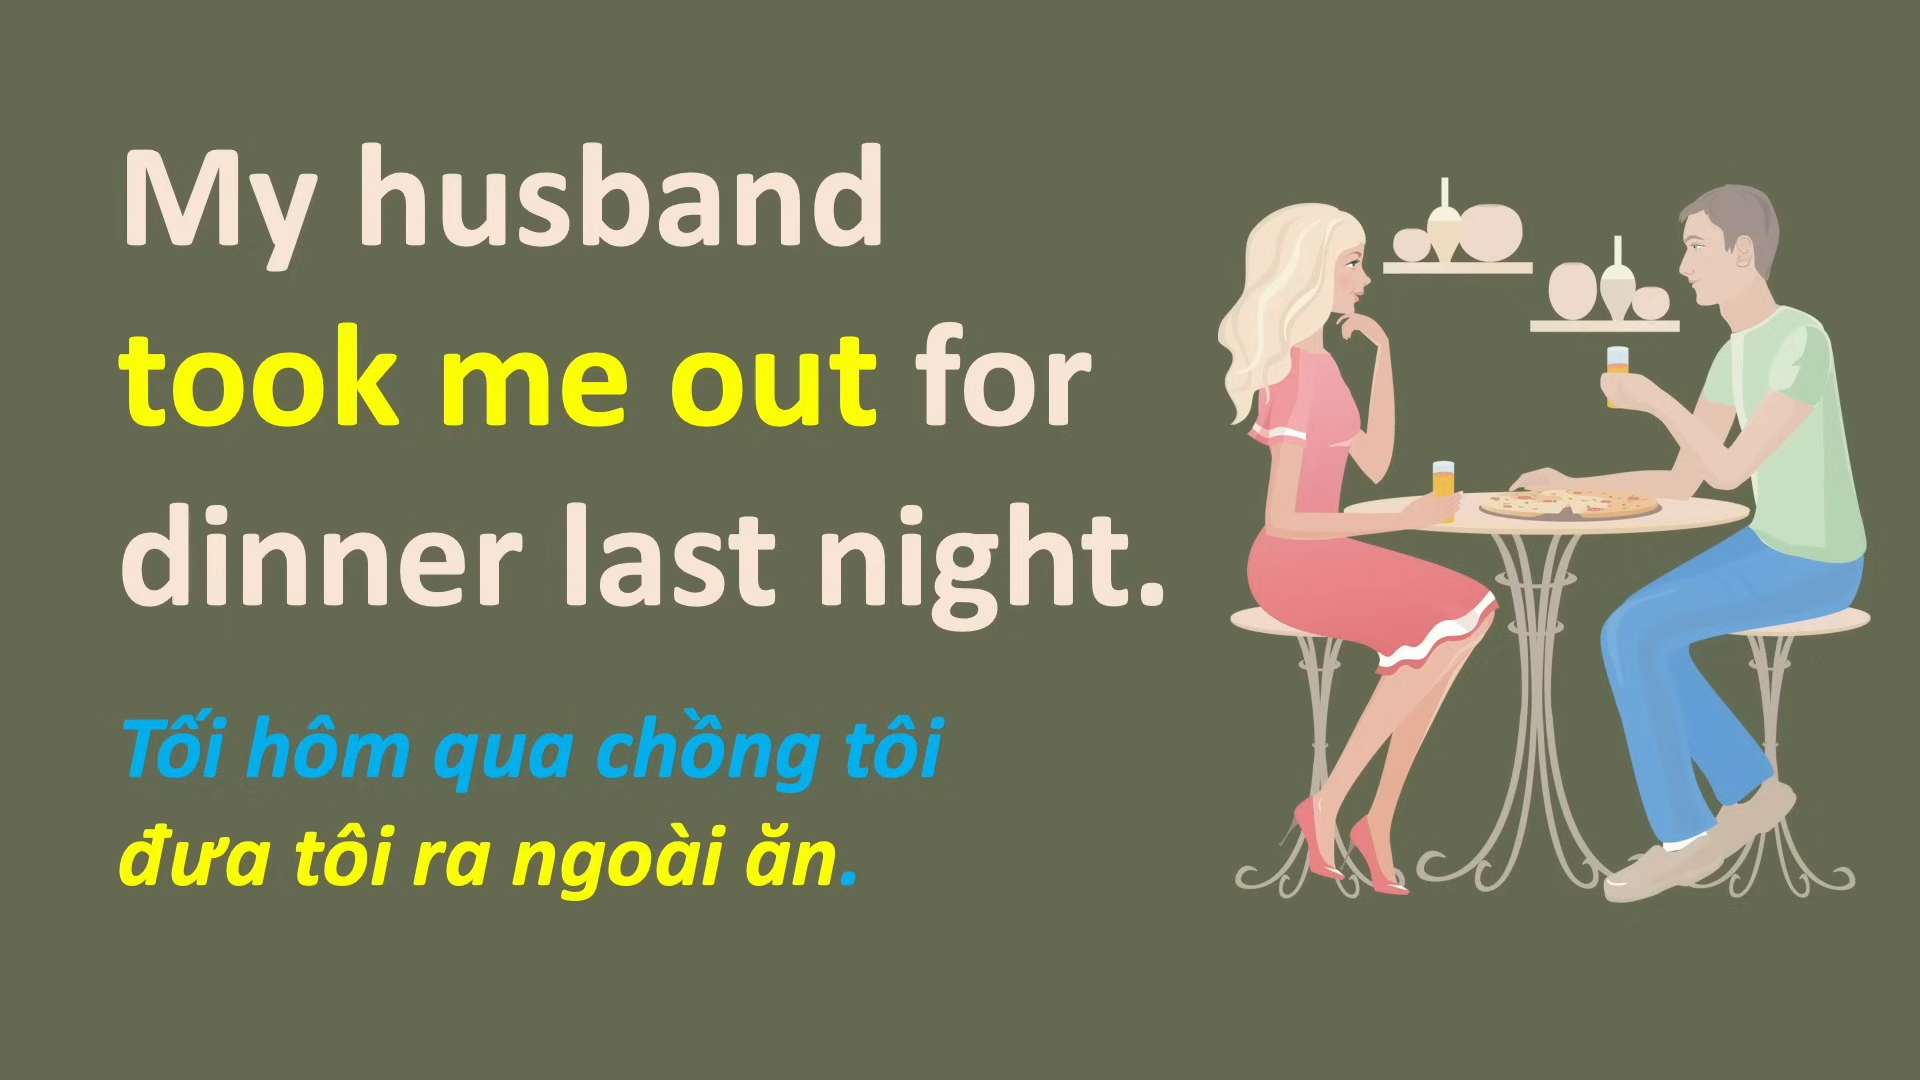 My husband
took me out for
dinner last night.
Tối hôm qua chồng tôi
đưa tôi ra ngoài ăn.